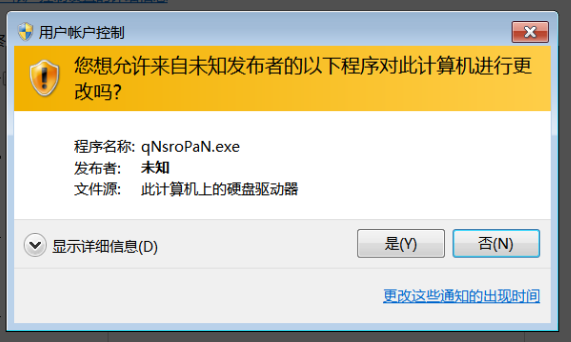 用户帐户控制
您想允许来自未知发布者的以下程序对此计算机进行更
改吗?
程序名称: qNsroPaN.exe
发布者: 未知
文件源: 此计算机上的硬盘驱动器
显示详细信息(D)
是(Y)
否(N)
更改这些通知的出现时间